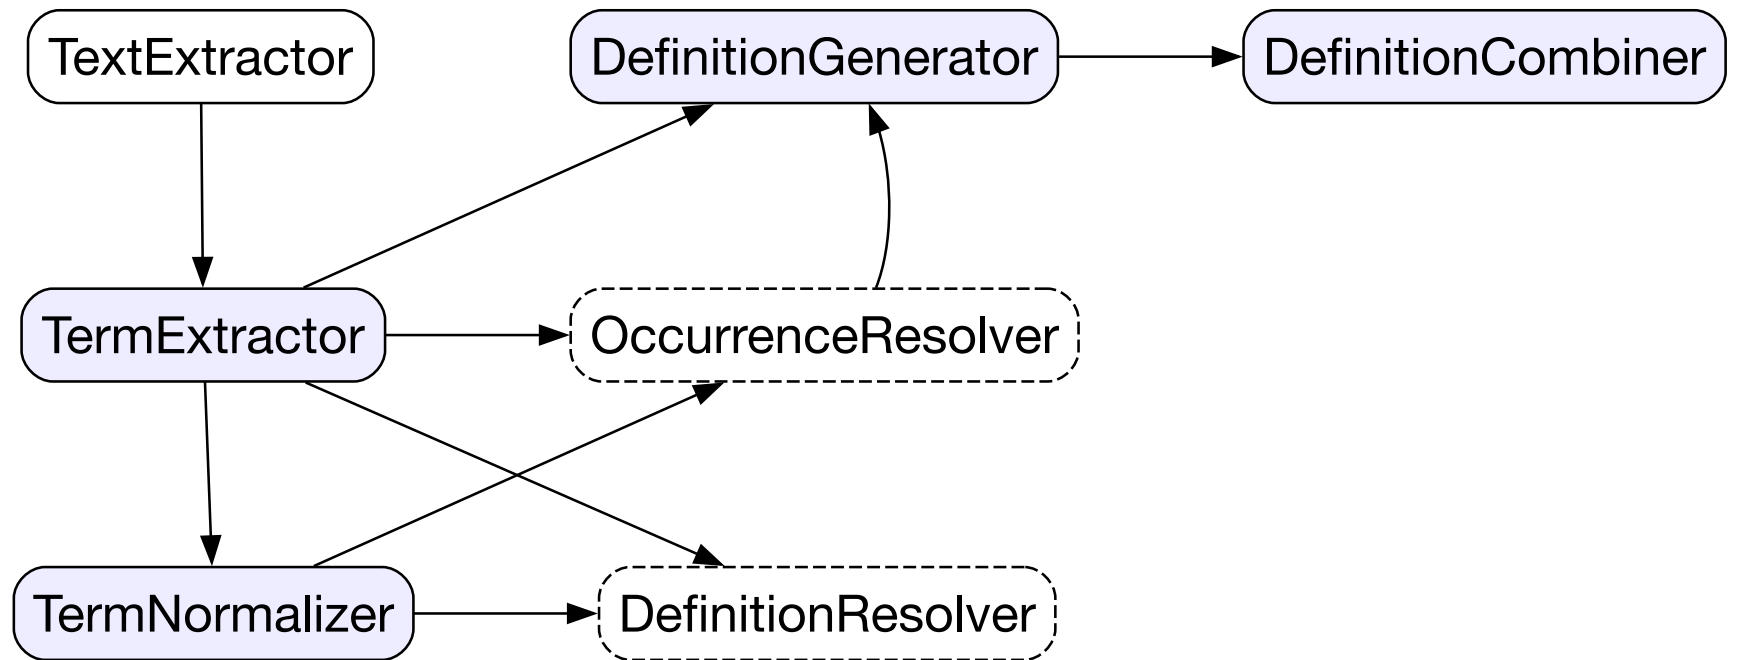 TextExtractor
DefinitionGenerator
DefinitionCombiner
TermExtractor
OccurrenceResolver
TermNormalizer
DefinitionResolver